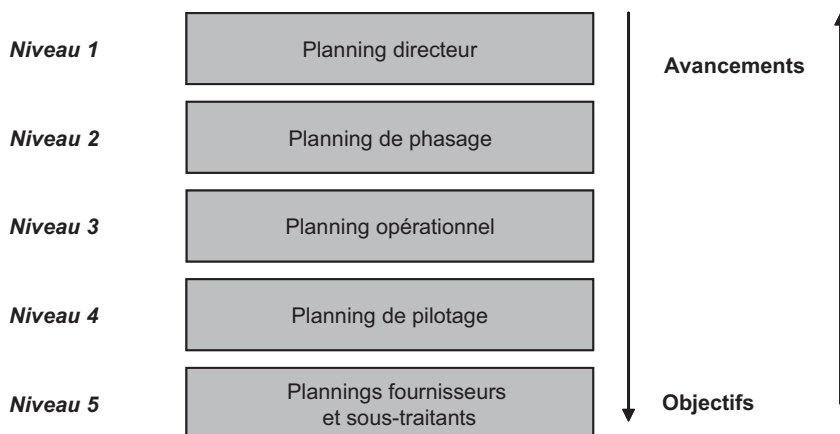 Niveau 1
Planning directeur
Avancements
Niveau 2
Planning de phasage
Niveau 3
Planning opérationnel
Niveau 4
Planning de pilotage
Niveau 5
Plannings fournisseurs
et sous-traitants
Objectifs